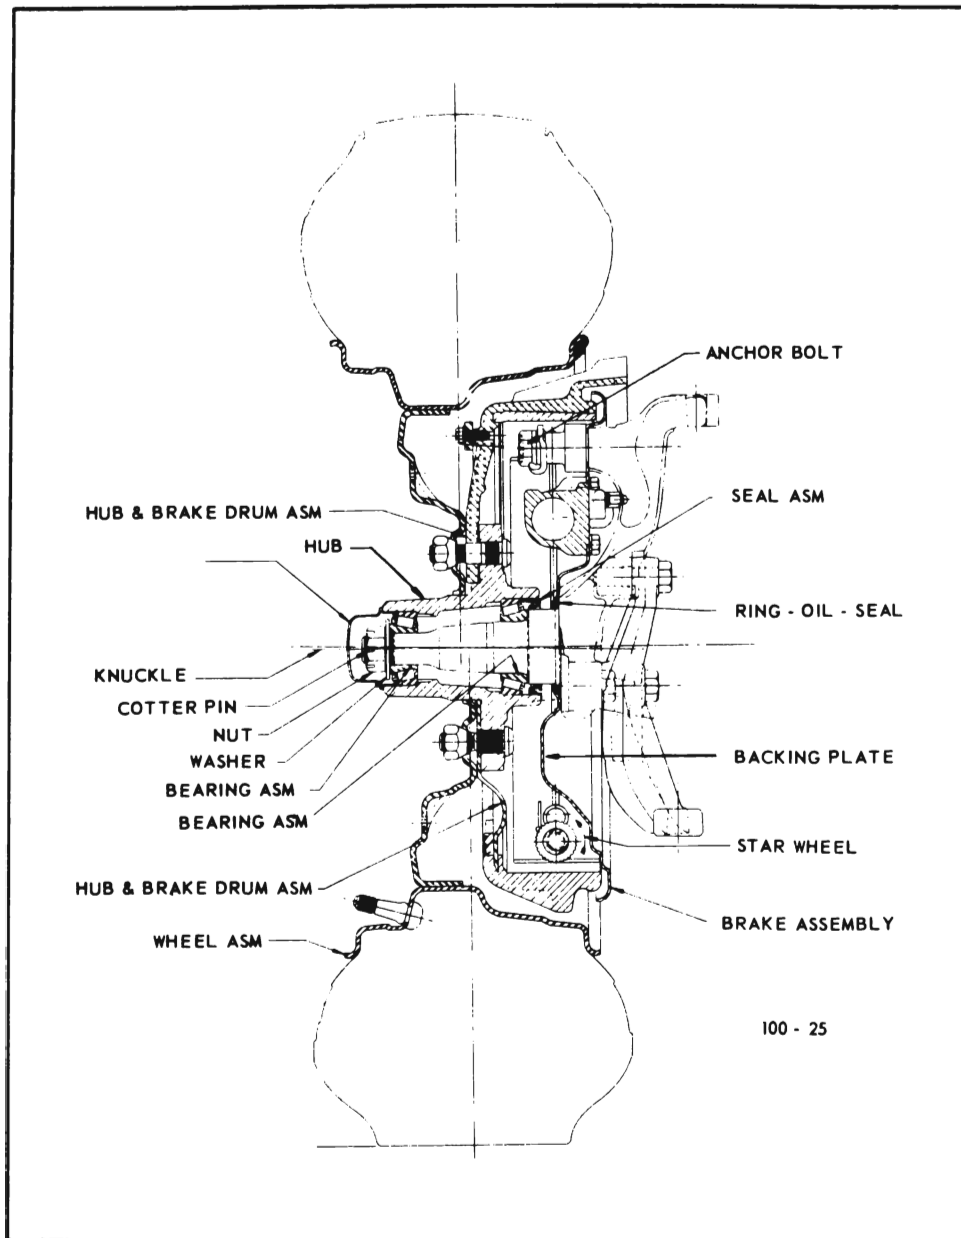 ANCHOR BOLT
SEAL ASM
HUB & BRAKE DRUM ASM
HUB
RING - OIL - SEAL
KNUCKLE
COTTER PIN
NUT
WASHER
BACKING PLATE
BEARING ASM
BEARING ASM
STAR WHEEL
HUB & BRAKE DRUM ASM
BRAKE ASSEMBLY
WHEEL ASM
100 - 25